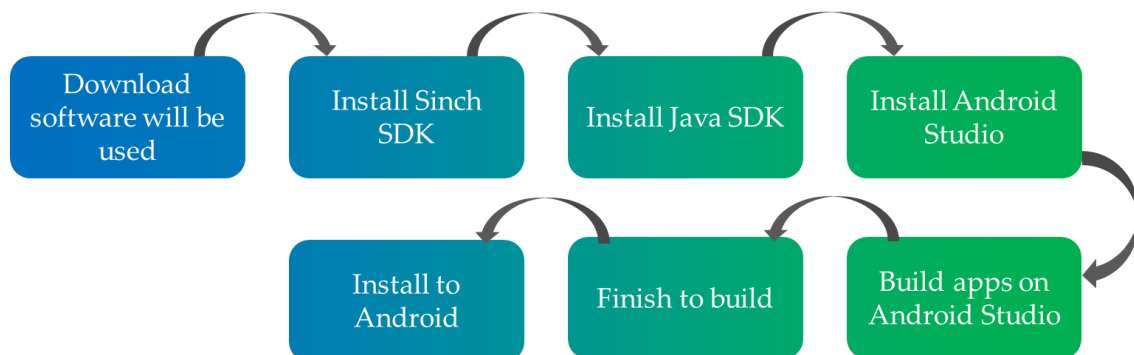 Download
software will be
used
Install Sinch
SDK
Install Java SDK
Install Android
Studio
Build apps on
Android Studio
Finish to build
Install to
Android